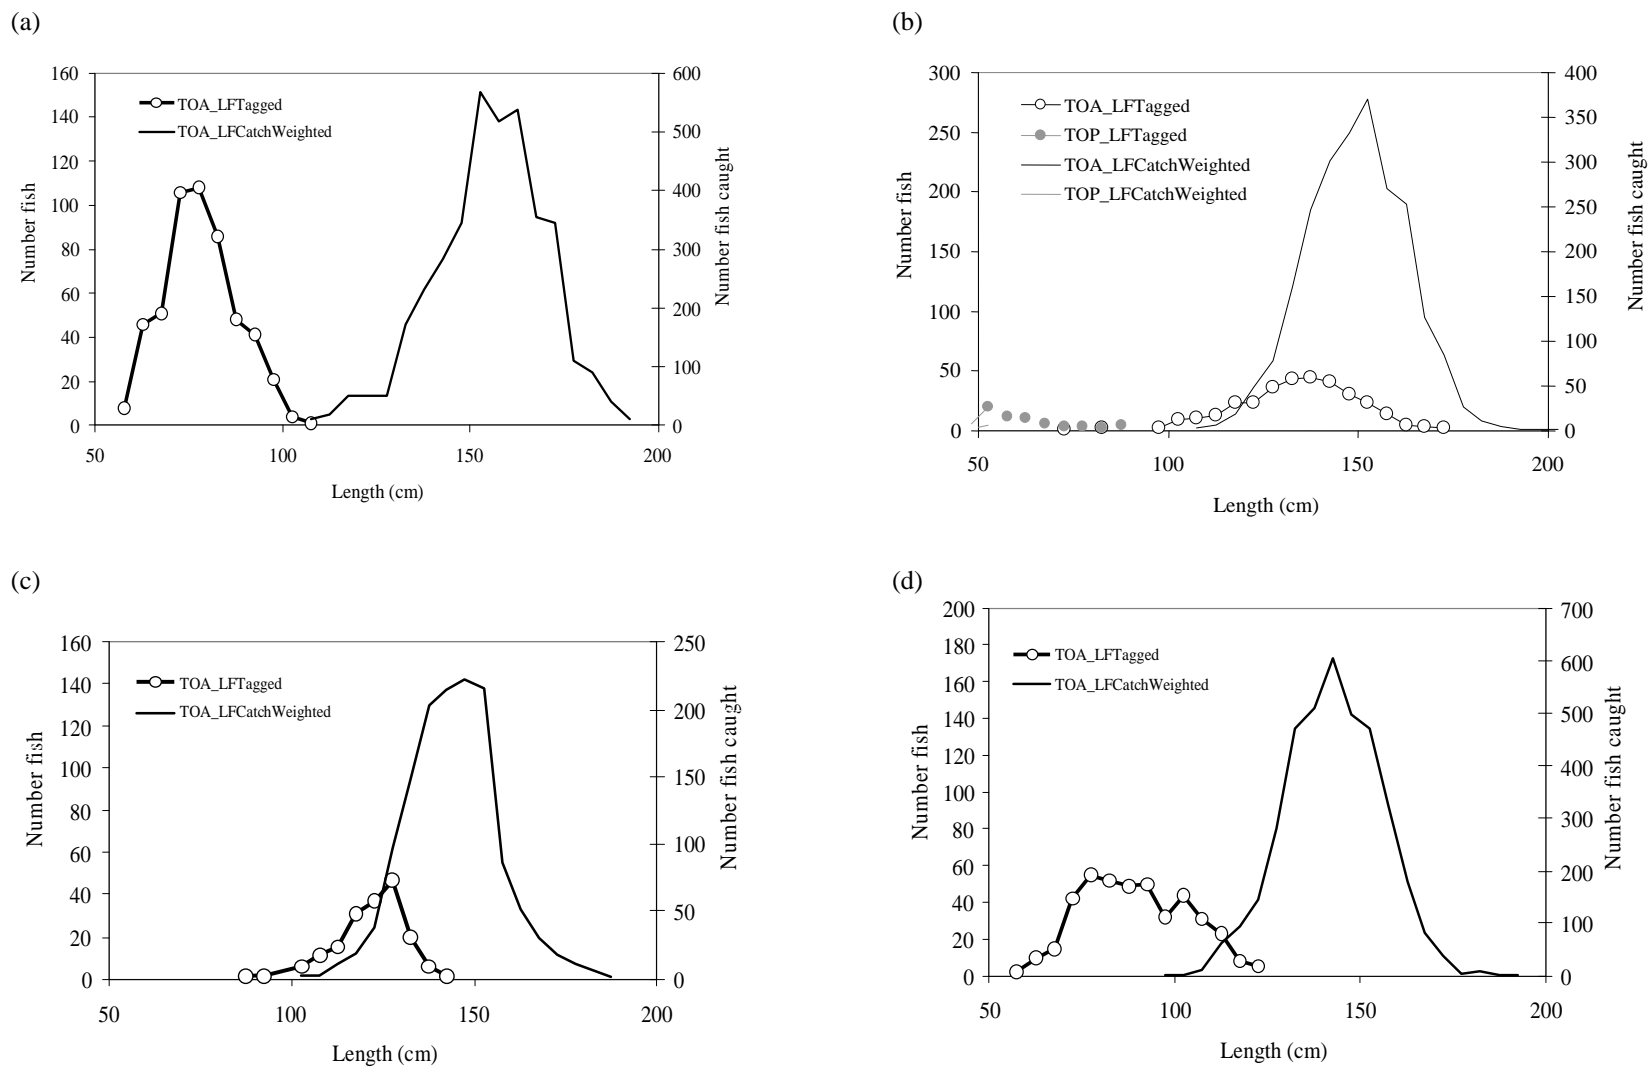 (a)
160
140
120
100
80
60
40
20
0
600
500
400
300
200
100
0
50 100 150 200
Number fish
Number fish caught
Length (cm)
TOA_LFTagged
TOA_LFCatchWeighted
(b)
300
250
200
150
100
50
0
400
350
300
250
200
150
100
50
0
50 100 150 200
Number fish
Number fish caught
Length (cm)
TOA_LFTagged
TOP_LFTagged
TOA_LFCatchWeighted
TOP_LFCatchWeighted
(c)
160
140
120
100
80
60
40
20
0
250
200
150
100
50
0
50 100 150 200
Number fish
Number fish caught
Length (cm)
TOA_LFTagged
TOA_LFCatchWeighted
(d)
200
180
160
140
120
100
80
60
40
20
0
700
600
500
400
300
200
100
0
50 100 150 200
Number fish
Number fish caught
Length (cm)
TOA_LFTagged
TOA_LFCatchWeighted